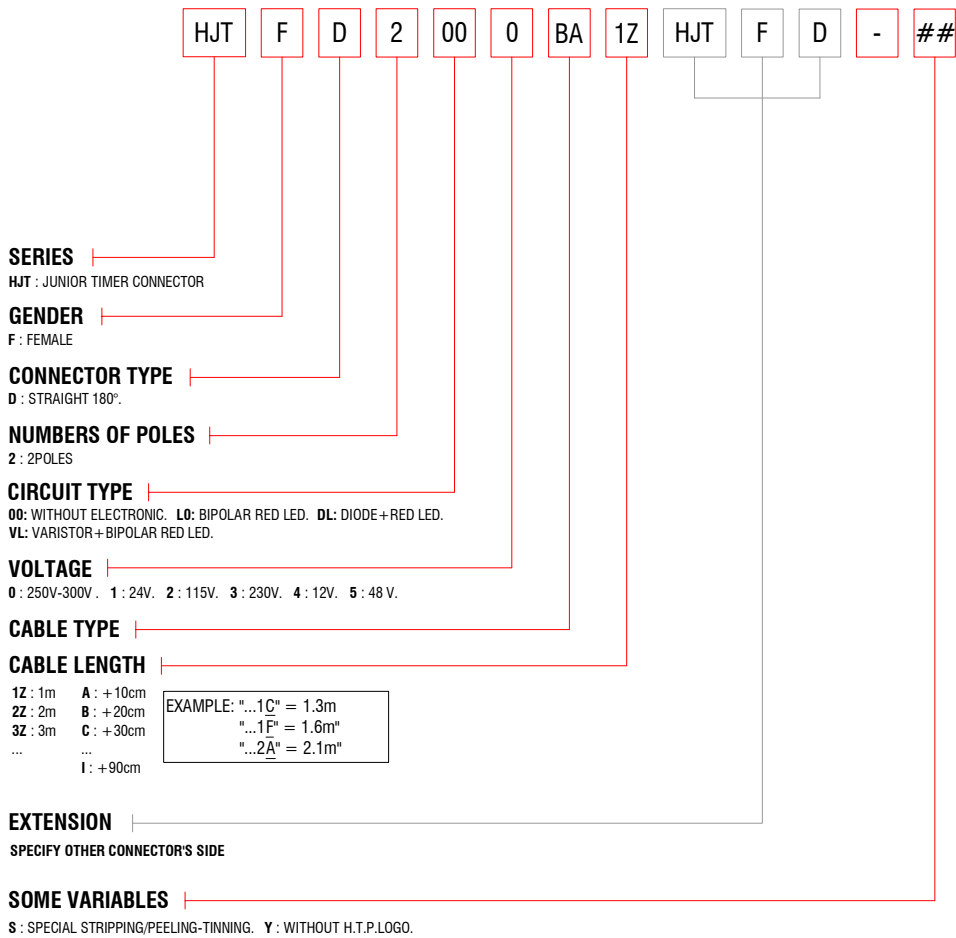 HJT F D 2 00 0 BA 1Z HJT F D - ##
SERIES
HJT : JUNIOR TIMER CONNECTOR
GENDER
F : FEMALE
CONNECTOR TYPE
D : STRAIGHT 180°.
NUMBERS OF POLES
2 : 2POLES
CIRCUIT TYPE
00: WITHOUT ELECTRONIC. L0: BIPOLAR RED LED. DL: DIODE+RED LED.
VL: VARISTOR+BIPOLAR RED LED.
VOLTAGE
0 : 250V-300V . 1 : 24V. 2 : 115V. 3 : 230V. 4 : 12V. 5 : 48 V.
CABLE TYPE
CABLE LENGTH
1Z : 1m A : +10cm
2Z : 2m B : +20cm
3Z : 3m C : +30cm
... ...
I : +90cm
EXAMPLE: "...1C" = 1.3m
"...1F" = 1.6m"
"...2A" = 2.1m"
EXTENSION
SPECIFY OTHER CONNECTOR'S SIDE
SOME VARIABLES
S : SPECIAL STRIPPING/PEELING-TINNING. Y : WITHOUT H.T.P.LOGO.